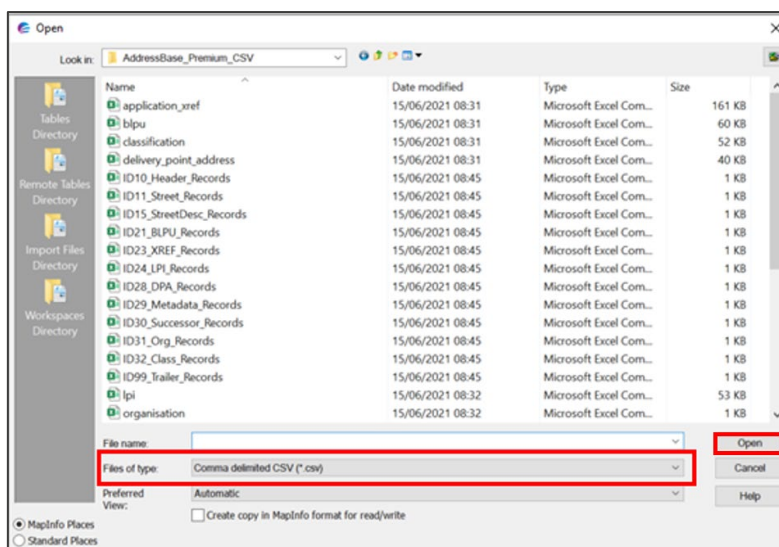 Open
Look in: AddressBase_Premium_CSV
Name Date modified Type Size
application_xref 15/06/2021 08:31 Microsoft Excel Com... 161 KB
blpu 15/06/2021 08:31 Microsoft Excel Com... 60 KB
classification 15/06/2021 08:31 Microsoft Excel Com... 52 KB
delivery_point_address 15/06/2021 08:31 Microsoft Excel Com... 40 KB
ID10_Header_Records 15/06/2021 08:45 Microsoft Excel Com... 1 KB
ID11_Street_Records 15/06/2021 08:45 Microsoft Excel Com... 1 KB
ID15_StreetDesc_Records 15/06/2021 08:45 Microsoft Excel Com... 1 KB
ID21_BLPU_Records 15/06/2021 08:45 Microsoft Excel Com... 1 KB
ID23_XREF_Records 15/06/2021 08:45 Microsoft Excel Com... 1 KB
ID24_LPI_Records 15/06/2021 08:45 Microsoft Excel Com... 1 KB
ID28_DPA_Records 15/06/2021 08:45 Microsoft Excel Com... 1 KB
ID29_Metadata_Records 15/06/2021 08:45 Microsoft Excel Com... 1 KB
ID30_Successor_Records 15/06/2021 08:45 Microsoft Excel Com... 1 KB
ID31_Org_Records 15/06/2021 08:45 Microsoft Excel Com... 1 KB
ID32_Class_Records 15/06/2021 08:45 Microsoft Excel Com... 1 KB
ID99_Trailer_Records 15/06/2021 08:45 Microsoft Excel Com... 1 KB
lpi 15/06/2021 08:32 Microsoft Excel Com... 53 KB
organisation 15/06/2021 08:32 Microsoft Excel Com... 1 KB
Tables
Directory
Remote Tables
Directory
Import Files
Directory
Workspaces
Directory
File name: Open
Files of type: Comma delimited CSV (*.csv) Cancel
Preferred
View: Automatic Help
Create copy in MapInfo format for read/write
MapInfo Places
Standard Places